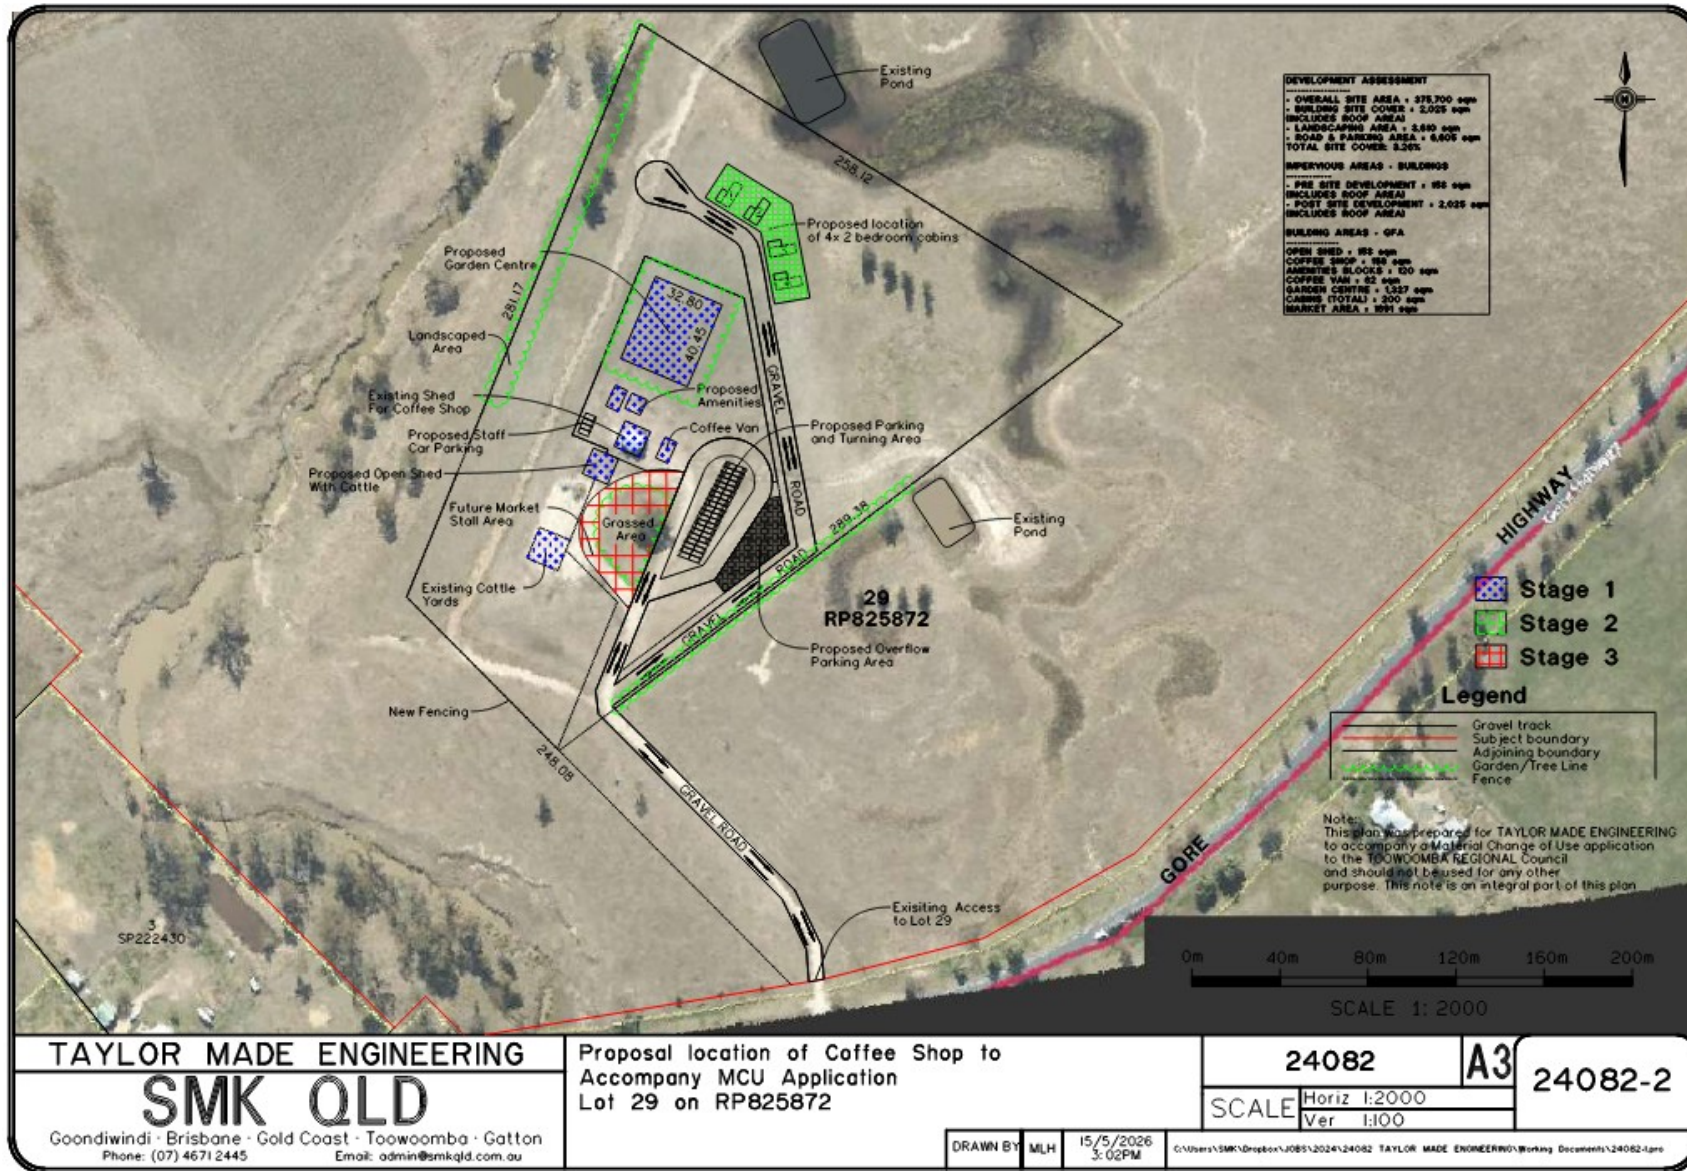 DEVELOPMENT ASSESSMENT
- OVERALL SITE AREA : 375,700 sqm
- BUILDING SITE COVER : 2,025 sqm
(INCLUDES ROOF AREA)
- LANDSCAPING AREA :
- ROAD & PARKING AREA : 6,605 sqm
TOTAL SITE COVER: 3.26%
IMPERVIOUS AREAS - BUILDINGS
- PRE SITE DEVELOPMENT : sqm
(INCLUDES ROOF AREA)
- POST SITE DEVELOPMENT : 2,025 sqm
(INCLUDES ROOF AREA)
BUILDING AREAS - GFA
OPEN SHED : sqm
COFFEE SHOP : sqm
AMENITIES BLOCKS : 120 sqm
COFFEE VAN : 62 sqm
GARDEN CENTRE : 1,327 sqm
CABINS (TOTAL) : 200 sqm
MARKET AREA : sqm
N
Existing
Pond
258.12
Proposed location
of 4x 2 bedroom cabins
Proposed
Garden Centre
32.80
40.45
281.17
Landscaped
Area
GRAVEL
ROAD
Existing Shed
For Coffee Shop
Proposed
Amenities
Proposed Staff
Car Parking
Coffee Van
Proposed Parking
and Turning Area
Proposed Open Shed
With Cattle
Future Market
Stall Area
Grassed
Area
289.38
Existing
Pond
Existing Cattle
Yards
GRAVEL
ROAD
29
RP825872
Proposed Overflow
Parking Area
New Fencing
248.08
GRAVEL ROAD
Exisiting Access
to Lot 29
3
SP222430
GORE
HIGHWAY
Stage 1
Stage 2
Stage 3
Legend
Gravel track
Subject boundary
Adjoining boundary
Garden/Tree Line
Fence
Note:
This plan was prepared for TAYLOR MADE ENGINEERING
to accompany a Material Change of Use application
to the TOOWOOMBA REGIONAL Council
and should not be used for any other
purpose. This note is an integral part of this plan
0m 40m 80m 120m 160m 200m
SCALE 1: 2000
TAYLOR MADE ENGINEERING
SMK QLD
Goondiwindi - Brisbane - Gold Coast - Toowoomba - Gatton
Phone: (07) 4671 2445 Email: admin@smkqld.com.au
Proposal location of Coffee Shop to
Accompany MCU Application
Lot 29 on RP825872
24082
A3
24082-2
SCALE
Horiz 1:2000
Ver 1:100
DRAWN BY
MLH
15/5/2026
3:02PM
C:\Users\SMK\Dropbox\JOBS\2024\24082 TAYLOR MADE ENGINEERING\Working Documents\24082-1.pro